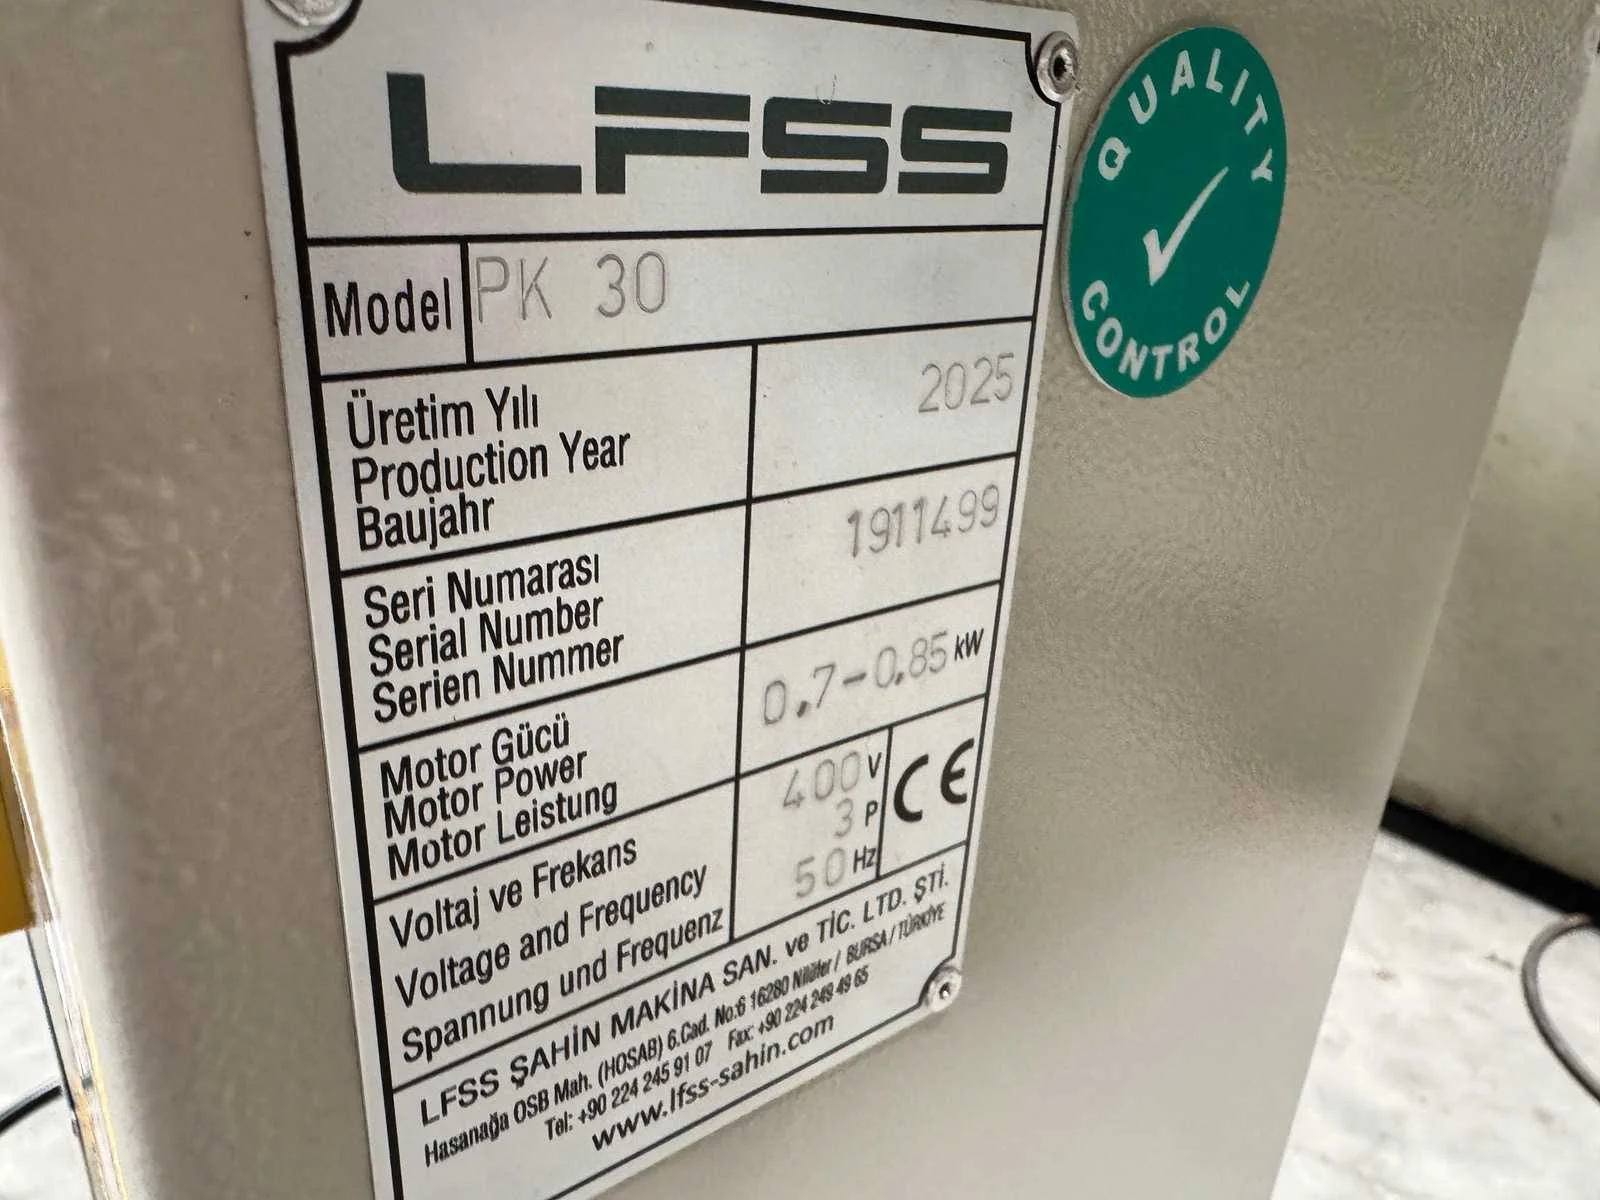 LFSS
Model PK 30
Üretim Yılı
Production Year
Baujahr
2025
Seri Numarası
Serial Number
Serien Nummer
1911499
Motor Gücü
Motor Power
Motor Leistung
0.7-0.85 kW
Voltaj ve Frekans
Voltage and Frequency
Spannung und Frequenz
400 V
3 P
50 Hz
CE
LFSS ŞAHİN MAKİNA SAN. ve TİC. LTD. ŞTİ.
Hasanağa OSB Mah. (HOSAB) 6.Cad. No:6 16280 Nilüfer / BURSA / TÜRKİYE
Tel: +90 224 245 91 07 Fax: +90 224 249 49 65
www.lfss-sahin.com
QUALITY
CONTROL